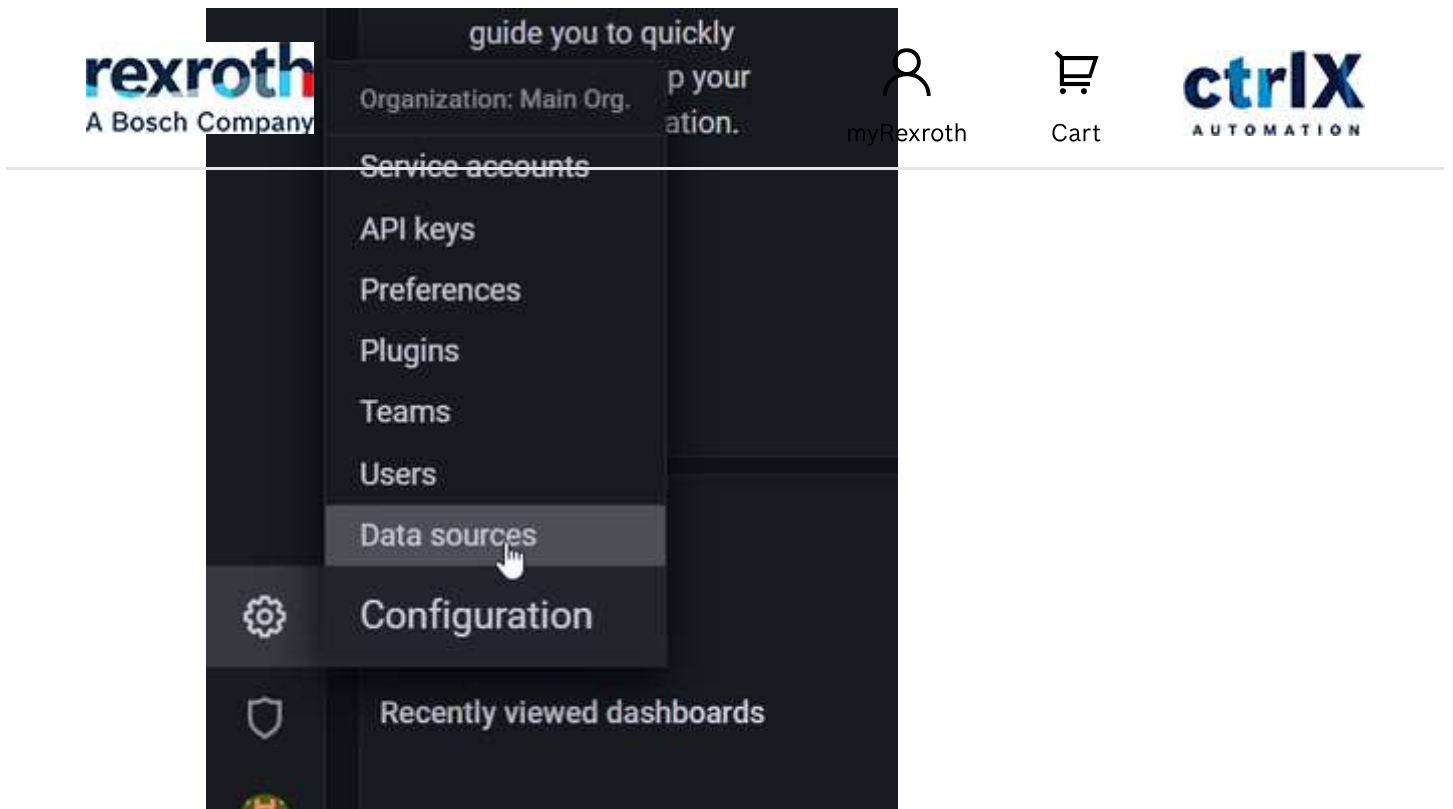 guide you to quickly
rexroth
A Bosch Company
Organization: Main Org.
p your
ation.
myRexroth
Cart
ctrlX
AUTOMATION
Service accounts
API keys
Preferences
Plugins
Teams
Users
Data sources
Configuration
Recently viewed dashboards